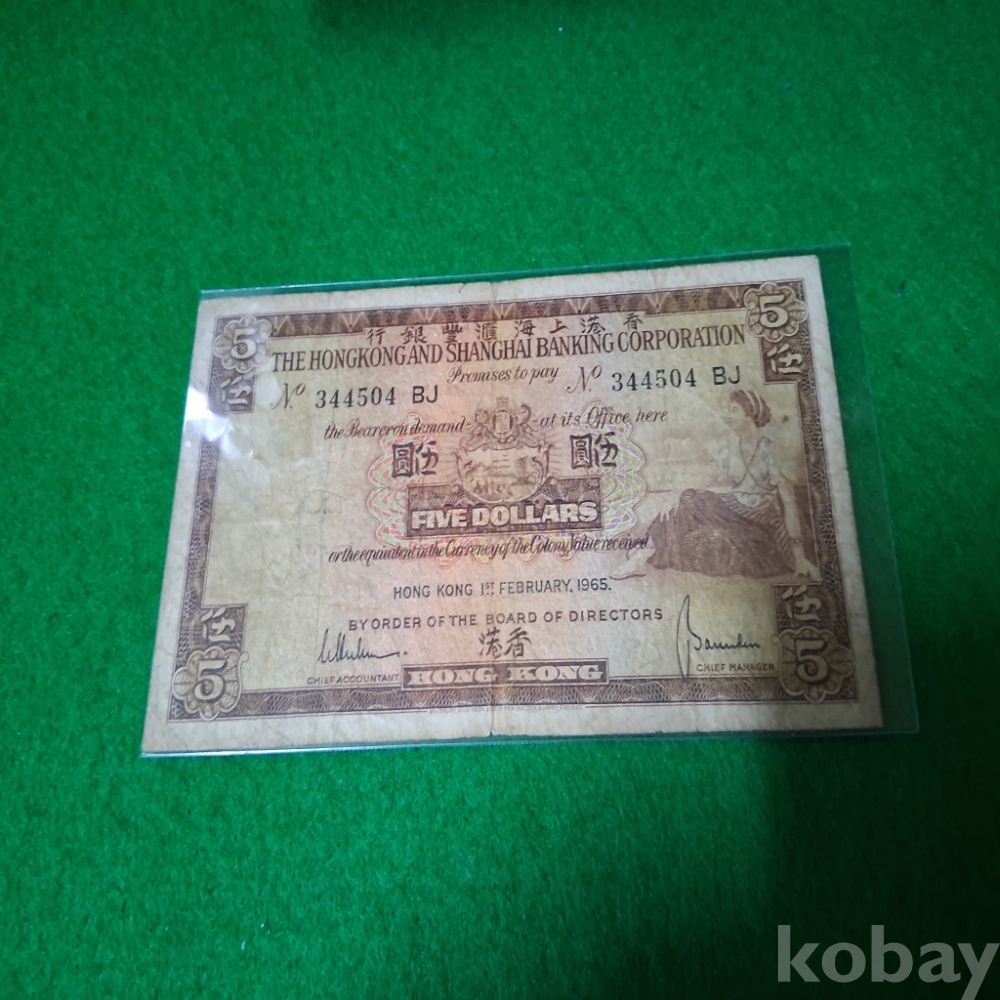 5 5
伍 伍
行銀豐滙海上港香
THE HONGKONG AND SHANGHAI BANKING CORPORATION
Promises to pay
Nº 344504 BJ Nº 344504 BJ
the Bearer on demand at its Office here
圓伍 圓伍
FIVE DOLLARS
or the equivalent in the Currency of the Colony Value received
HONG KONG 1ST FEBRUARY, 1965.
BY ORDER OF THE BOARD OF DIRECTORS
港香
伍 伍
5 5
CHIEF ACCOUNTANT HONG KONG CHIEF MANAGER
kobay